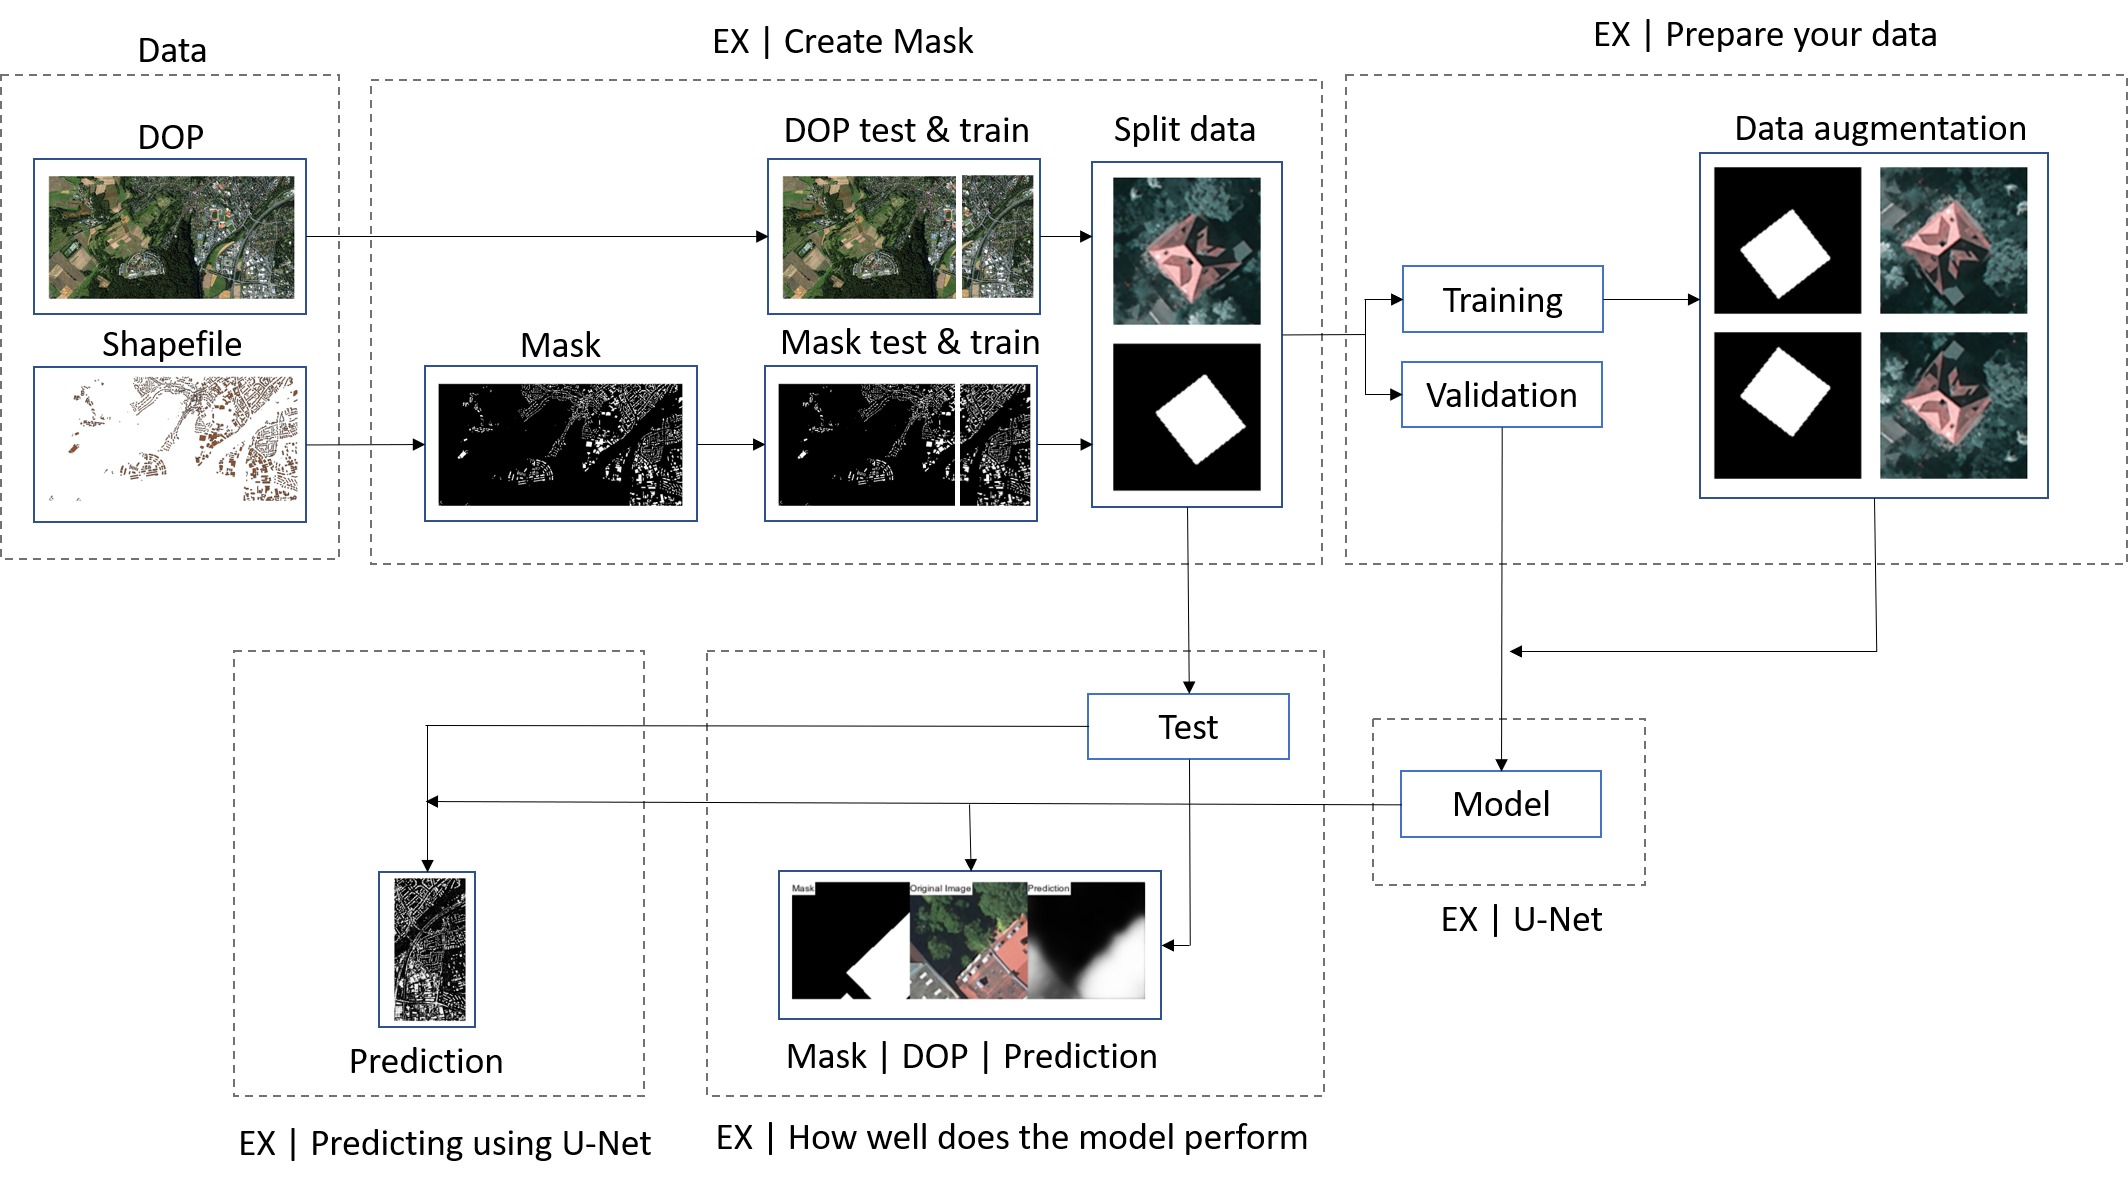 Data
EX | Create Mask
EX | Prepare your data
DOP
DOP test & train
Split data
Data augmentation
Shapefile
Mask
Mask test & train
Training
Validation
Test
Model
EX | U-Net
Mask
Original Image
Prediction
Prediction
Mask | DOP | Prediction
EX | Predicting using U-Net
EX | How well does the model perform